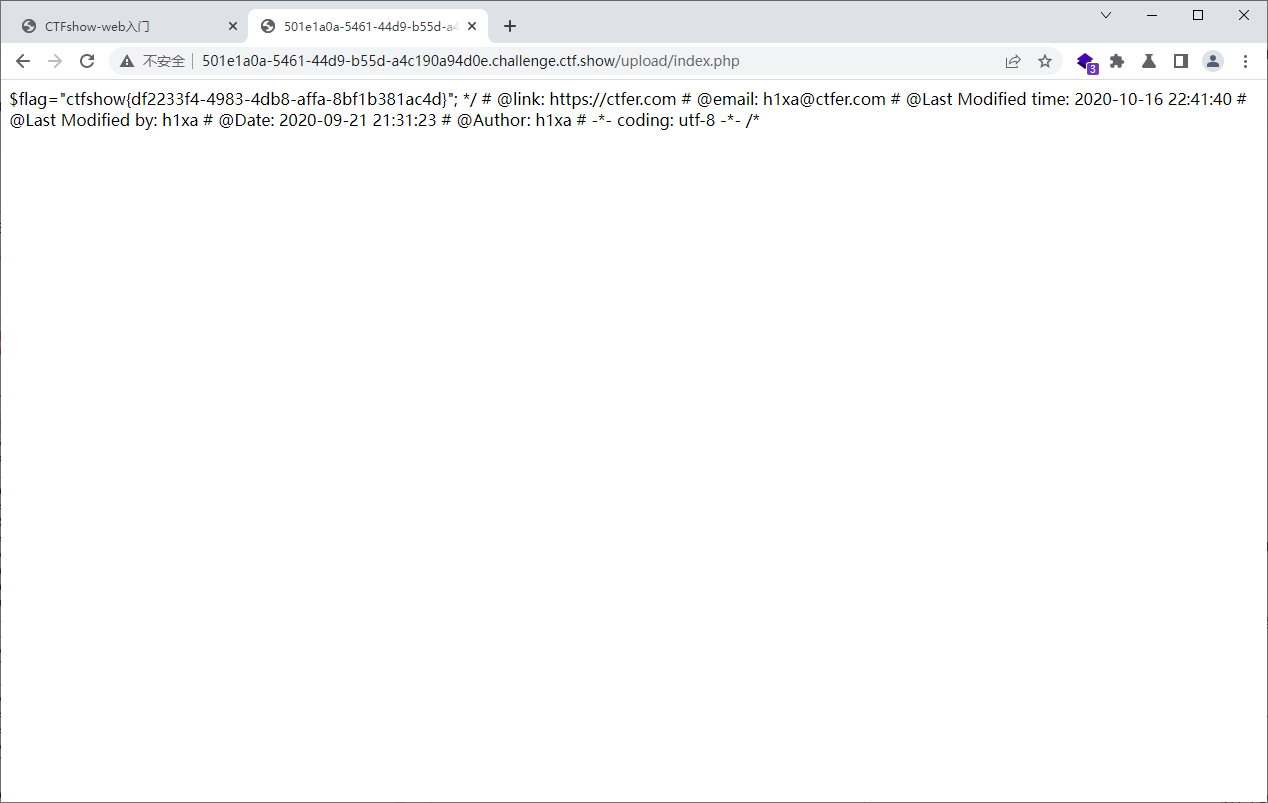 CTFshow-web入门
501e1a0a-5461-44d9-b55d-a4
不安全
501e1a0a-5461-44d9-b55d-a4c190a94d0e.challenge.ctf.show/upload/index.php
3
$flag="ctfshow{df2233f4-4983-4db8-affa-8bf1b381ac4d}"; */ # @link: https://ctfer.com # @email: h1xa@ctfer.com # @Last Modified time: 2020-10-16 22:41:40 #
@Last Modified by: h1xa # @Date: 2020-09-21 21:31:23 # @Author: h1xa # -*- coding: utf-8 -*- /*